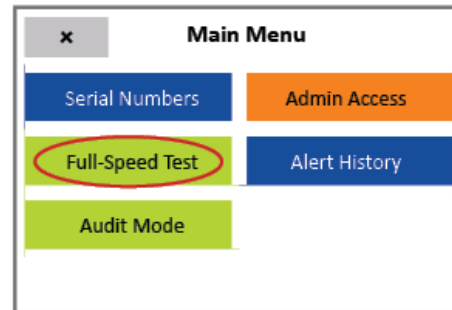 × Main Menu
Serial Numbers Admin Access
Full-Speed Test Alert History
Audit Mode